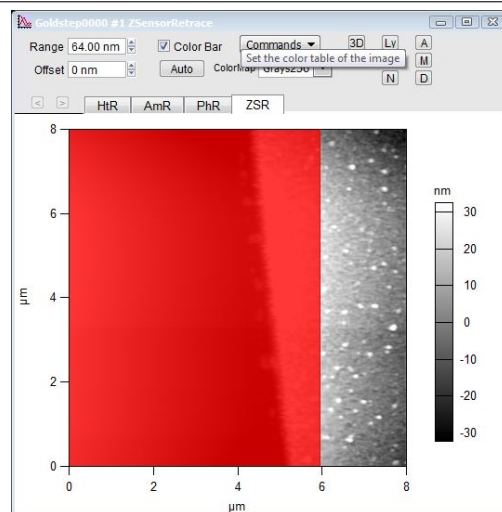 Goldstep0000 #1 ZSensorRetrace
Range 64.00 nm Color Bar Commands 3D Ly A
Set the color table of the image M
Offset 0 nm Auto ColorMap N D
< > HtR AmR PhR ZSR
8
6
4
2
0
µm
0 2 4 6 8
µm
nm
30
20
10
0
-10
-20
-30